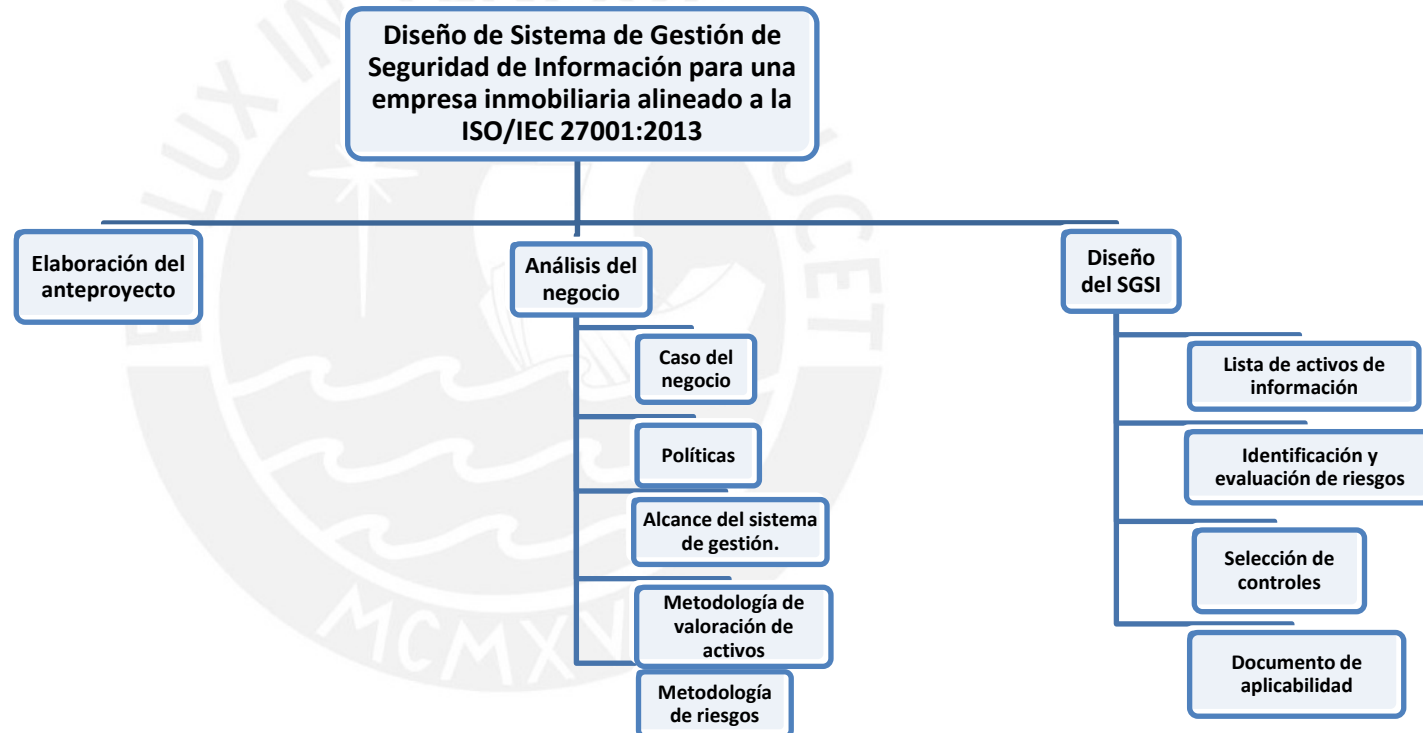 Diseño de Sistema de Gestión de
Seguridad de Información para una
empresa inmobiliaria alineado a la
ISO/IEC 27001:2013
Elaboración del
anteproyecto
Análisis del
negocio
Caso del
negocio
Políticas
Alcance del sistema
de gestión.
Metodología de
valoración de
activos
Metodología
de riesgos
Diseño
del SGSI
Lista de activos de
información
Identificación y
evaluación de riesgos
Selección de
controles
Documento de
aplicabilidad
LUX
MCMXV